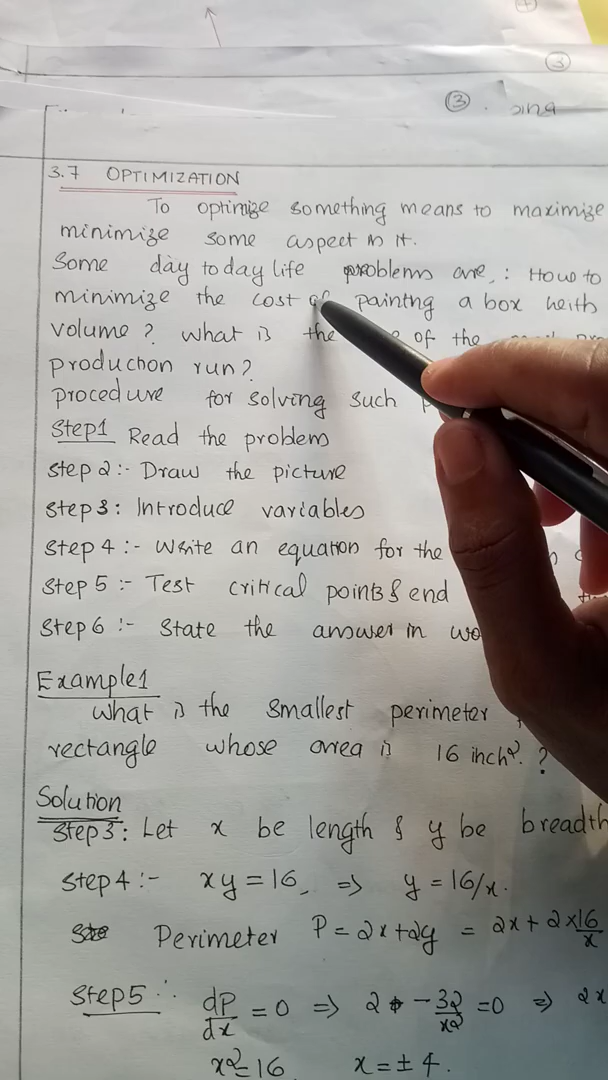 3
3
3.7 OPTIMIZATION
To optimize something means to maximize
minimize some aspect in it.
Some day to day life problems are, : How to
minimize the cost of painting a box with
volume? What is the of the
production run?
procedure for solving such
Step1 Read the problem
Step 2 :- Draw the picture
Step 3 : Introduce variables
Step 4 :- Write an equation for the
Step 5 :- Test critical points & end
Step 6 :- State the answer in
Example1
What is the smallest perimeter
rectangle whose area is 16 inch². ?
Solution
Step3 : Let x be length & y be breadth
Step4 :- xy = 16 ⇒ y = 16/x.
Perimeter P = 2x+2y = 2x + 2×16/x
Step5 ∴ dP/dx = 0 ⇒ 2 - 32/x2 = 0 ⇒ 2x
x² = 16 x = ± 4.